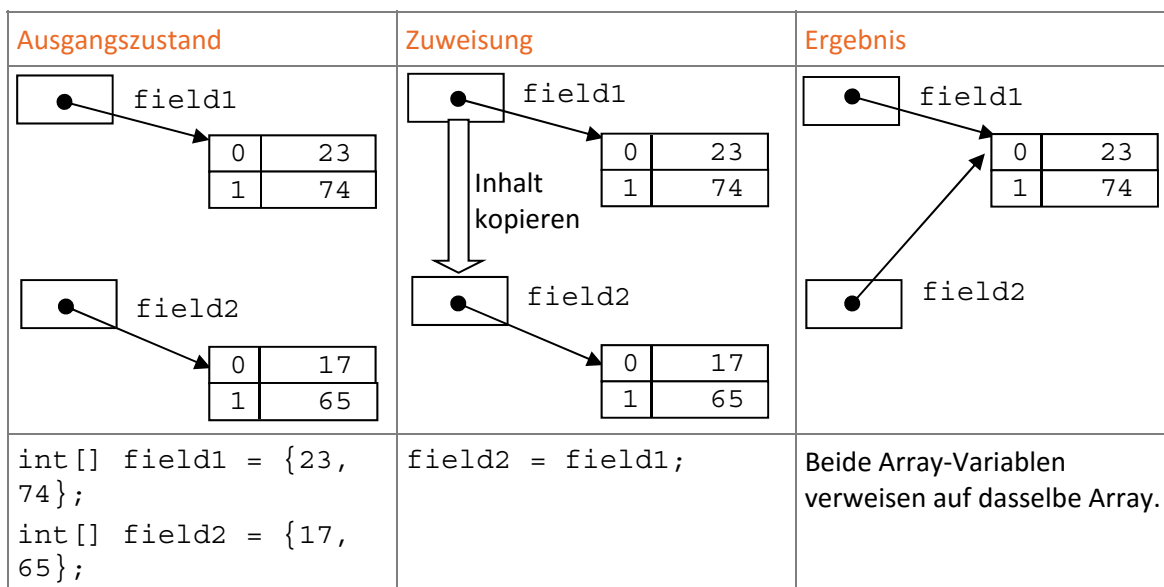 Ausgangszustand
Zuweisung
Ergebnis
field1
0 23
1 74
field2
0 17
1 65
field1
0 23
1 74
Inhalt
kopieren
field2
0 17
1 65
field1
0 23
1 74
field2
int[] field1 = {23,
74};
int[] field2 = {17,
65};
field2 = field1;
Beide Array-Variablen
verweisen auf dasselbe Array.